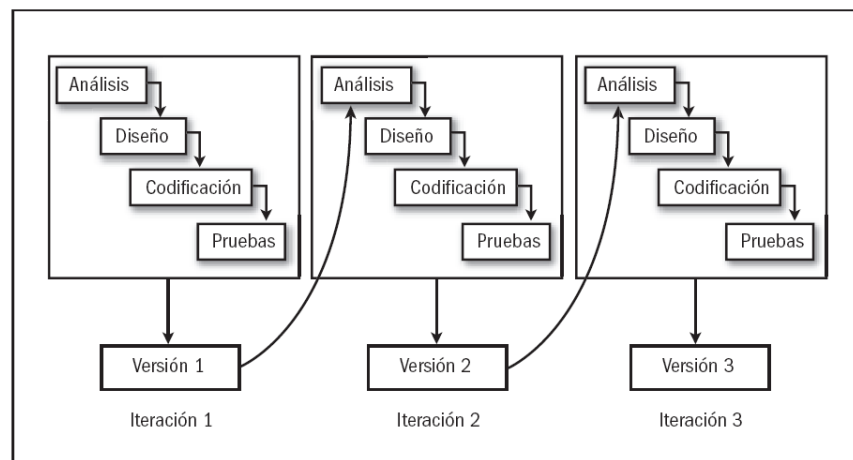 Análisis
Diseño
Codificación
Pruebas
Versión 1
Iteración 1
Análisis
Diseño
Codificación
Pruebas
Versión 2
Iteración 2
Análisis
Diseño
Codificación
Pruebas
Versión 3
Iteración 3